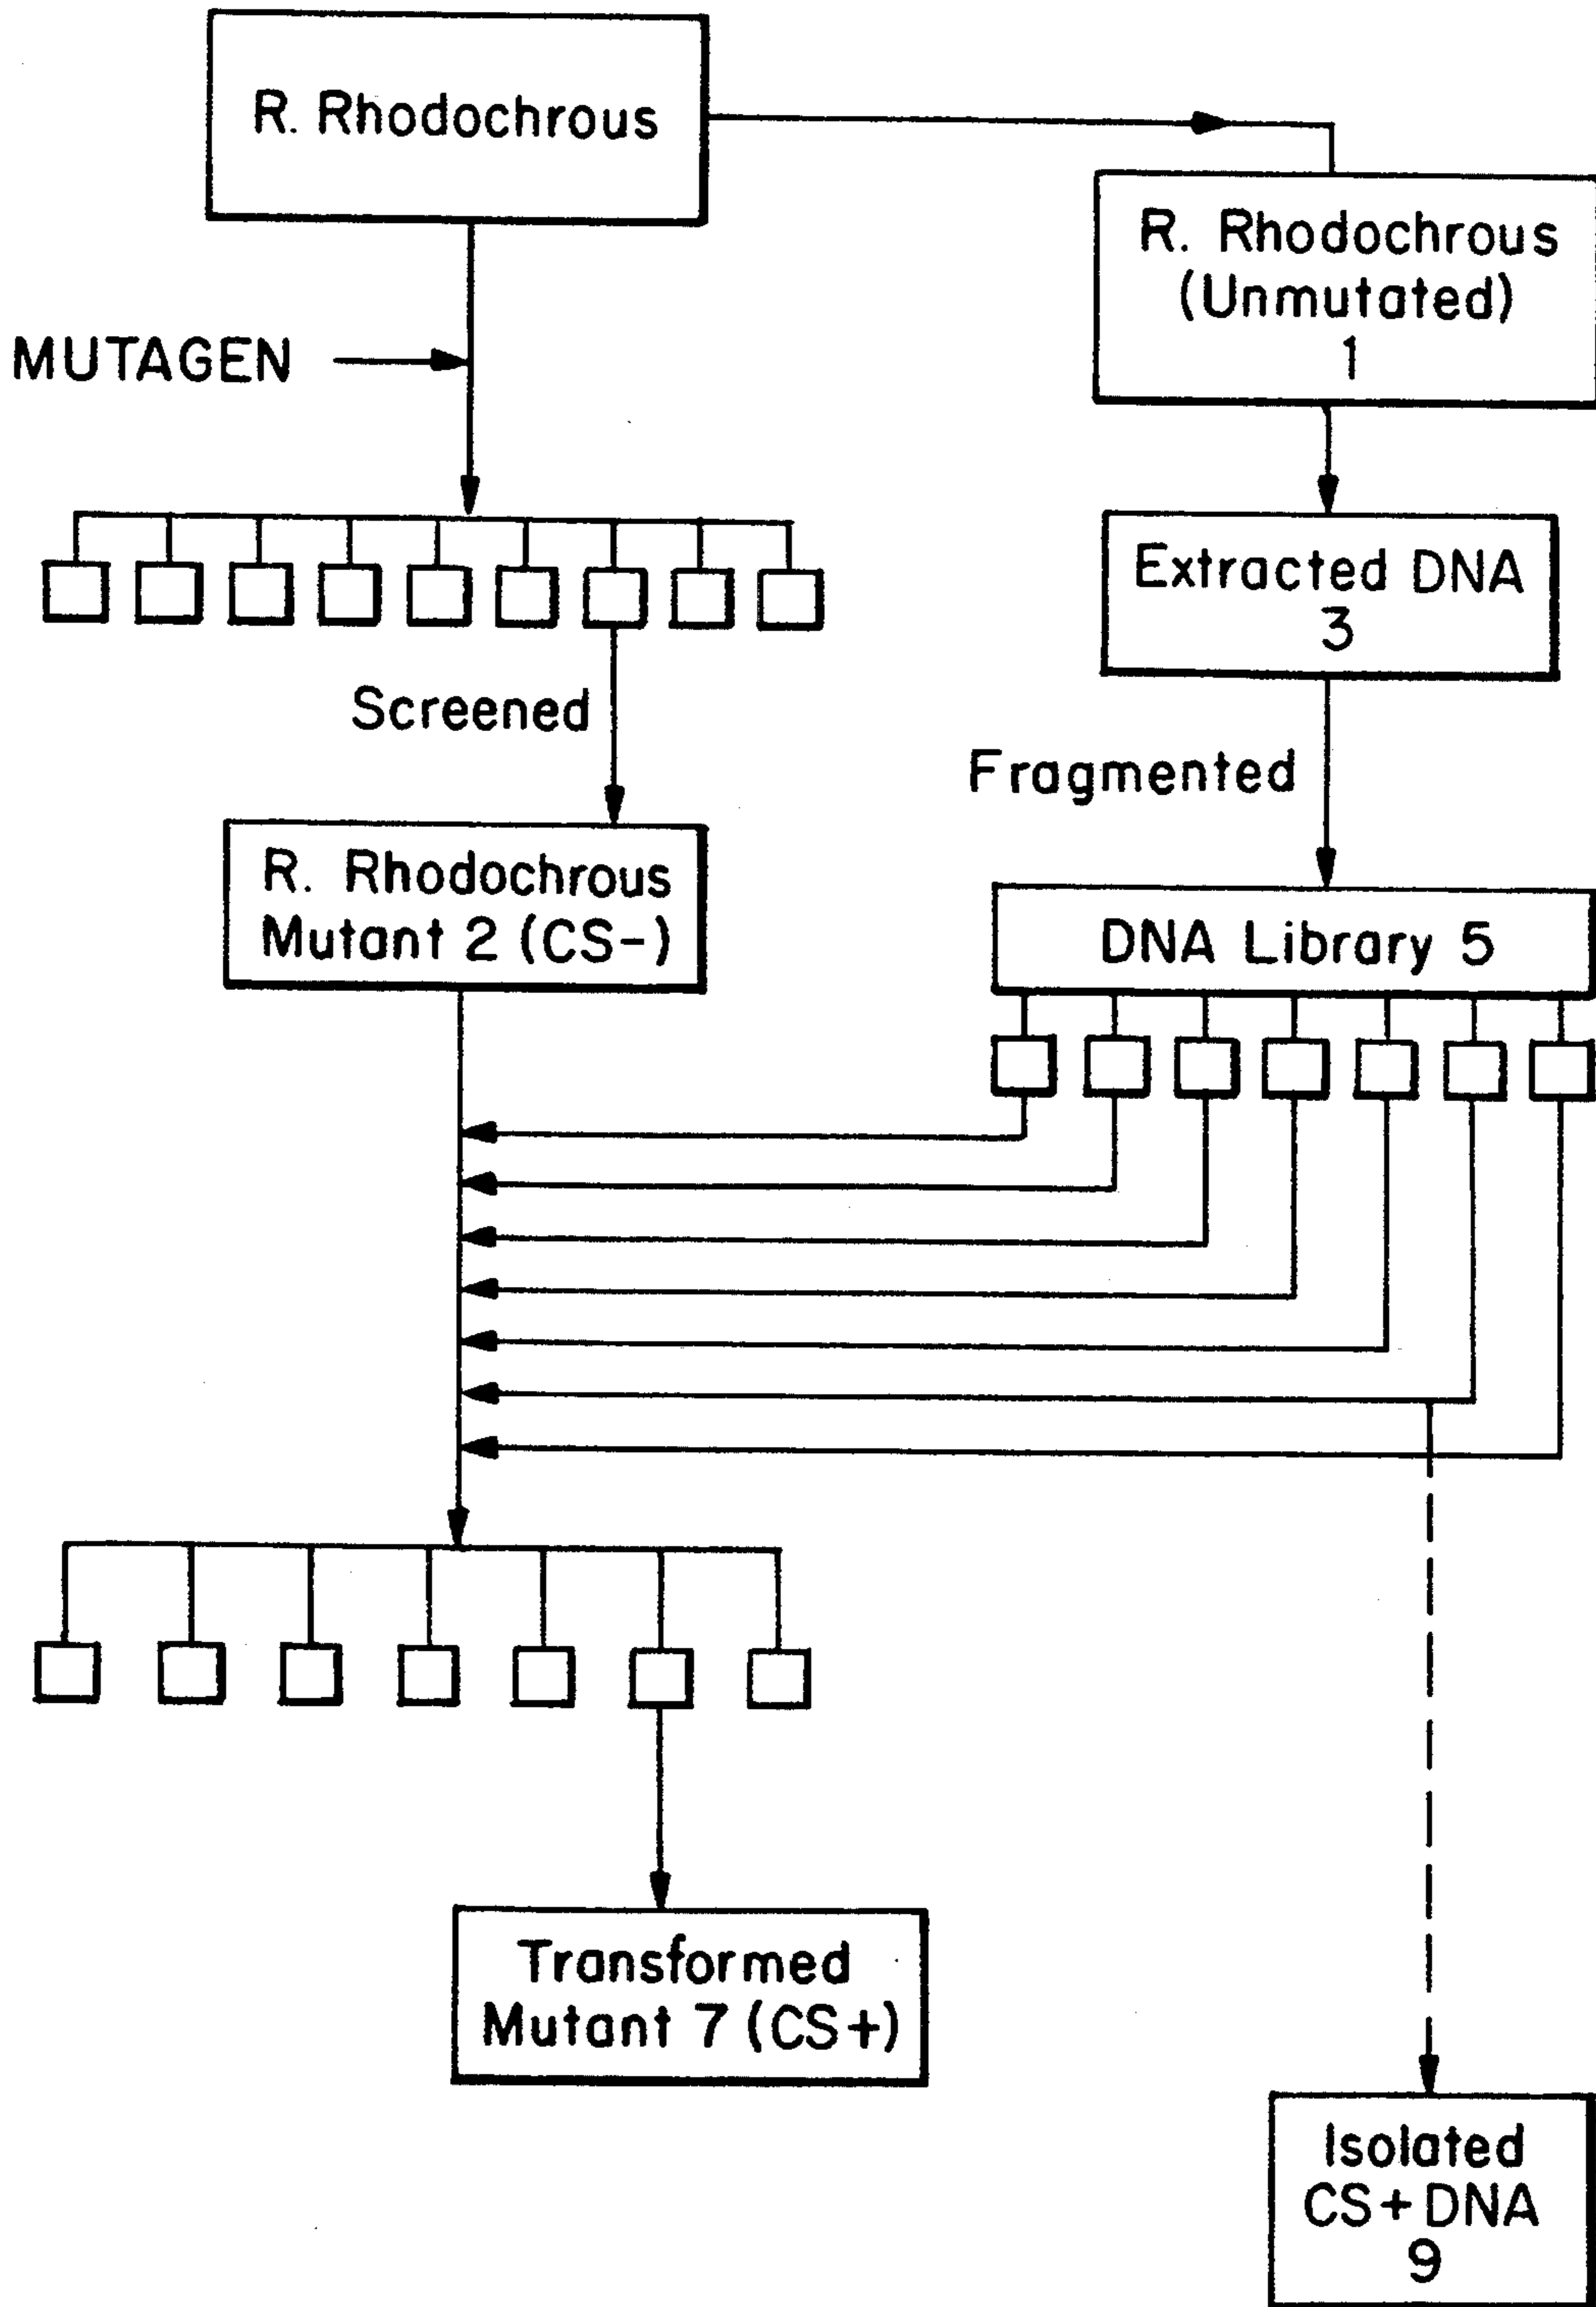 R. Rhodochrous
R. Rhodochrous
(Unmutated)
1
MUTAGEN
Extracted DNA
3
Screened
Fragmented
R. Rhodochrous
Mutant 2 (CS-)
DNA Library 5
Transformed
Mutant 7 (CS+)
Isolated
CS+ DNA
9